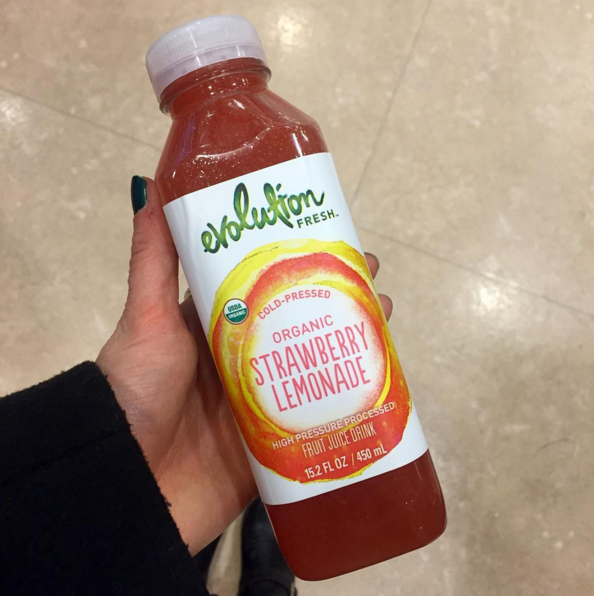 evolution
FRESH™
COLD-PRESSED
USDA
ORGANIC
ORGANIC
STRAWBERRY
LEMONADE
HIGH PRESSURE PROCESSED
FRUIT JUICE DRINK
15.2 FL OZ / 450 mL